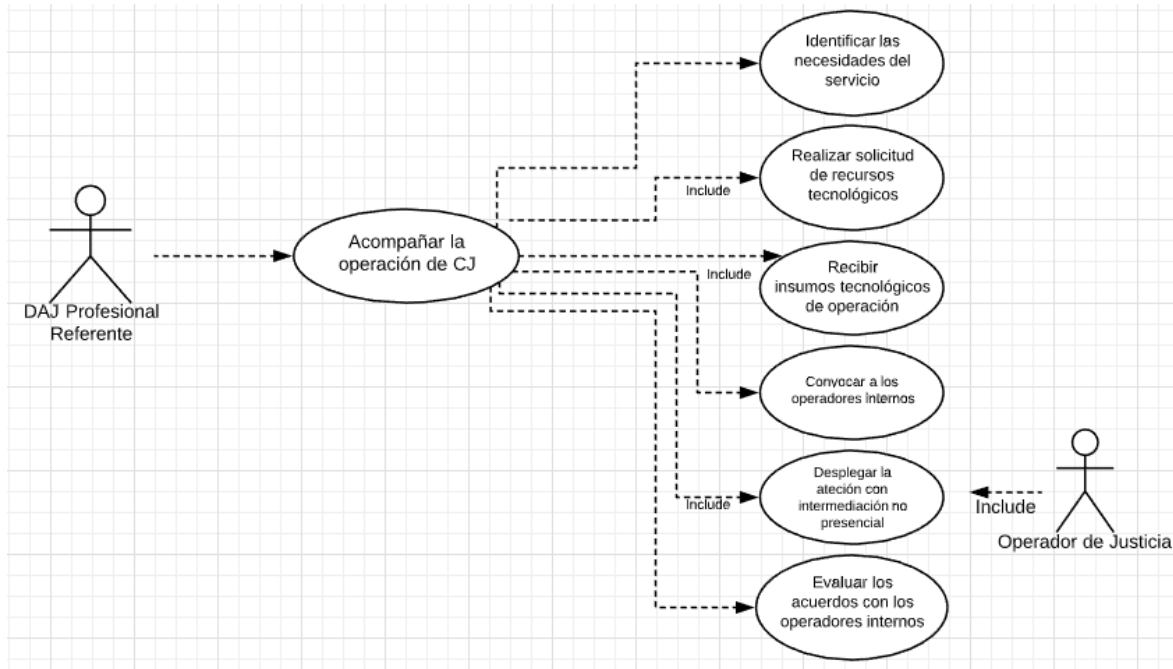 Identificar las
necesidades del
servicio
Realizar solicitud
de recursos
tecnológicos
Include
Acompañar la
operación de CJ
Include
Recibir
insumos tecnológicos
de operación
DAJ Profesional
Referente
Convocar a los
operadores internos
Desplegar la
ateción con
intermediación no
presencial
Include
Include
Operador de Justicia
Evaluar los
acuerdos con los
operadores internos